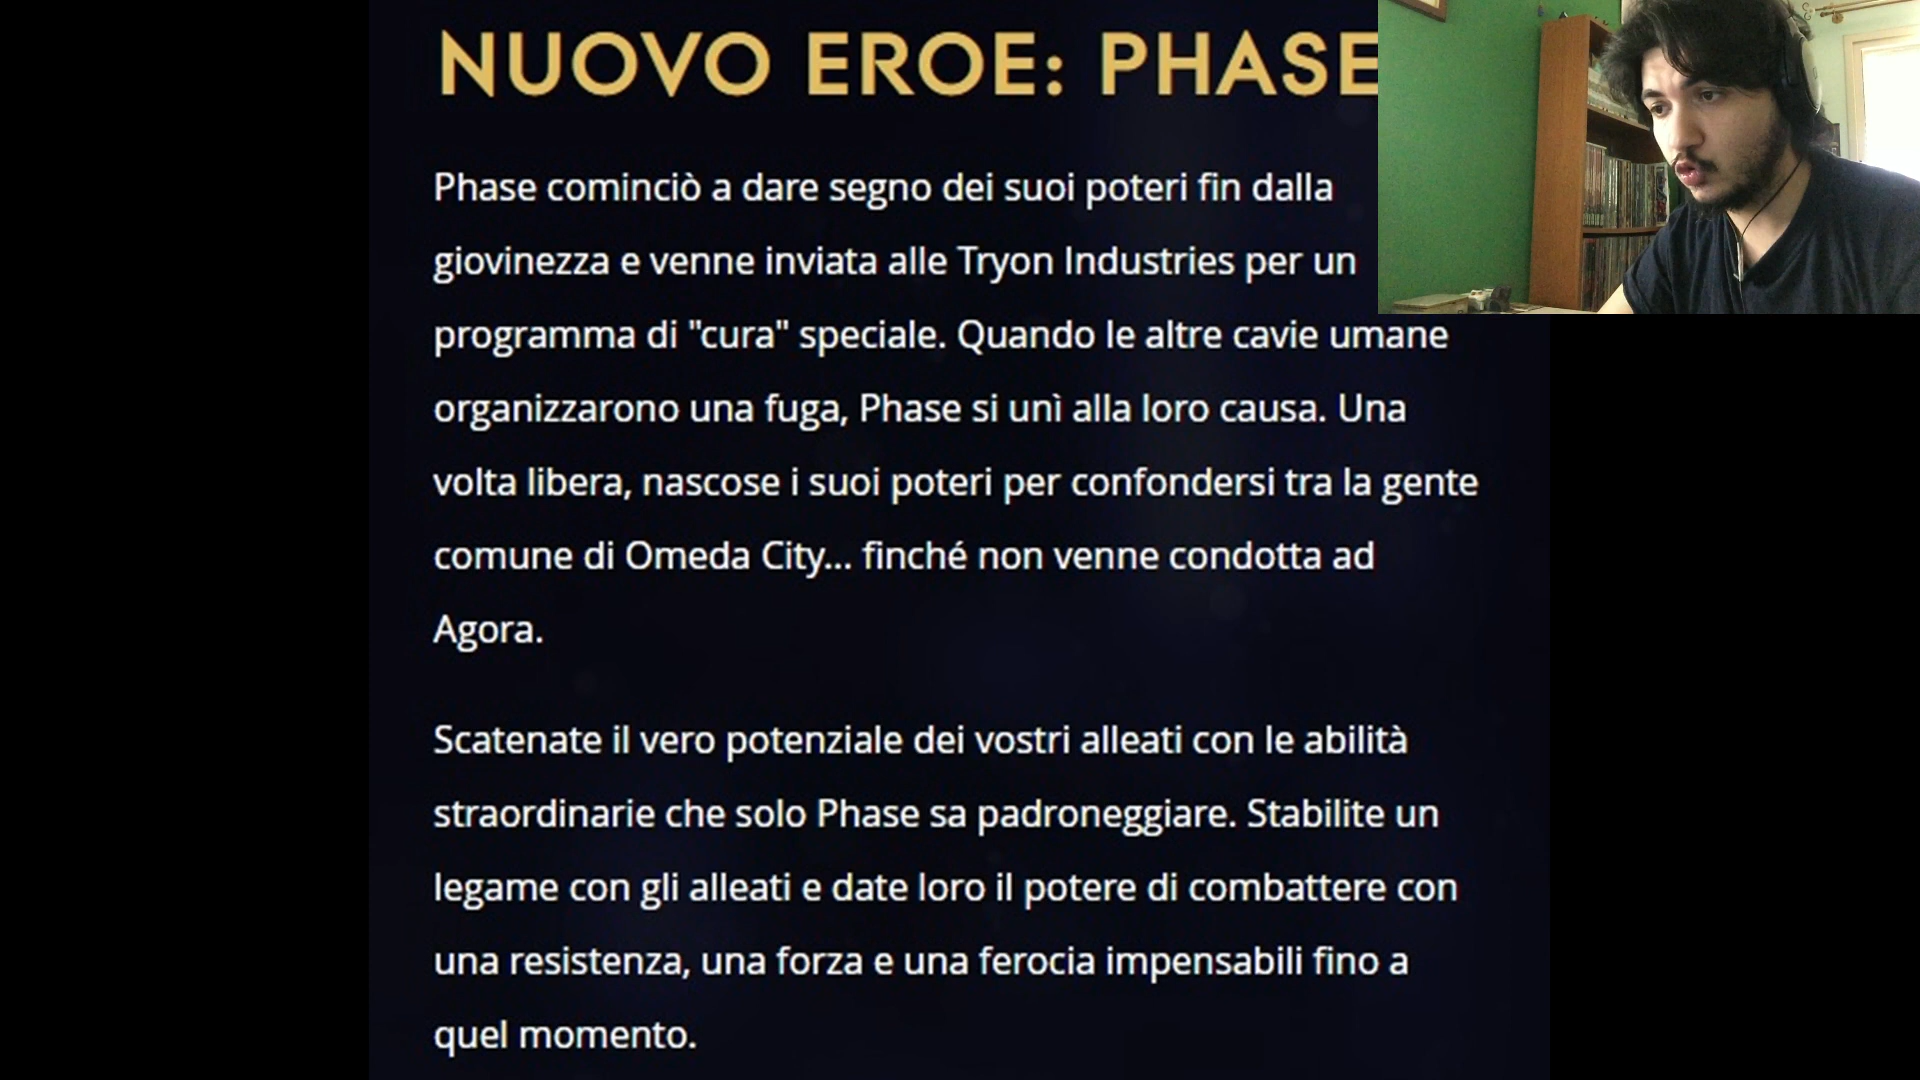 NUOVO EROE: PHASE
Phase cominciò a dare segno dei suoi poteri fin dalla
giovinezza e venne inviata alle Tryon Industries per un
programma di "cura" speciale. Quando le altre cavie umane
organizzarono una fuga, Phase si unì alla loro causa. Una
volta libera, nascose i suoi poteri per confondersi tra la gente
comune di Omeda City... finché non venne condotta ad
Agora.
Scatenate il vero potenziale dei vostri alleati con le abilità
straordinarie che solo Phase sa padroneggiare. Stabilite un
legame con gli alleati e date loro il potere di combattere con
una resistenza, una forza e una ferocia impensabili fino a
quel momento.